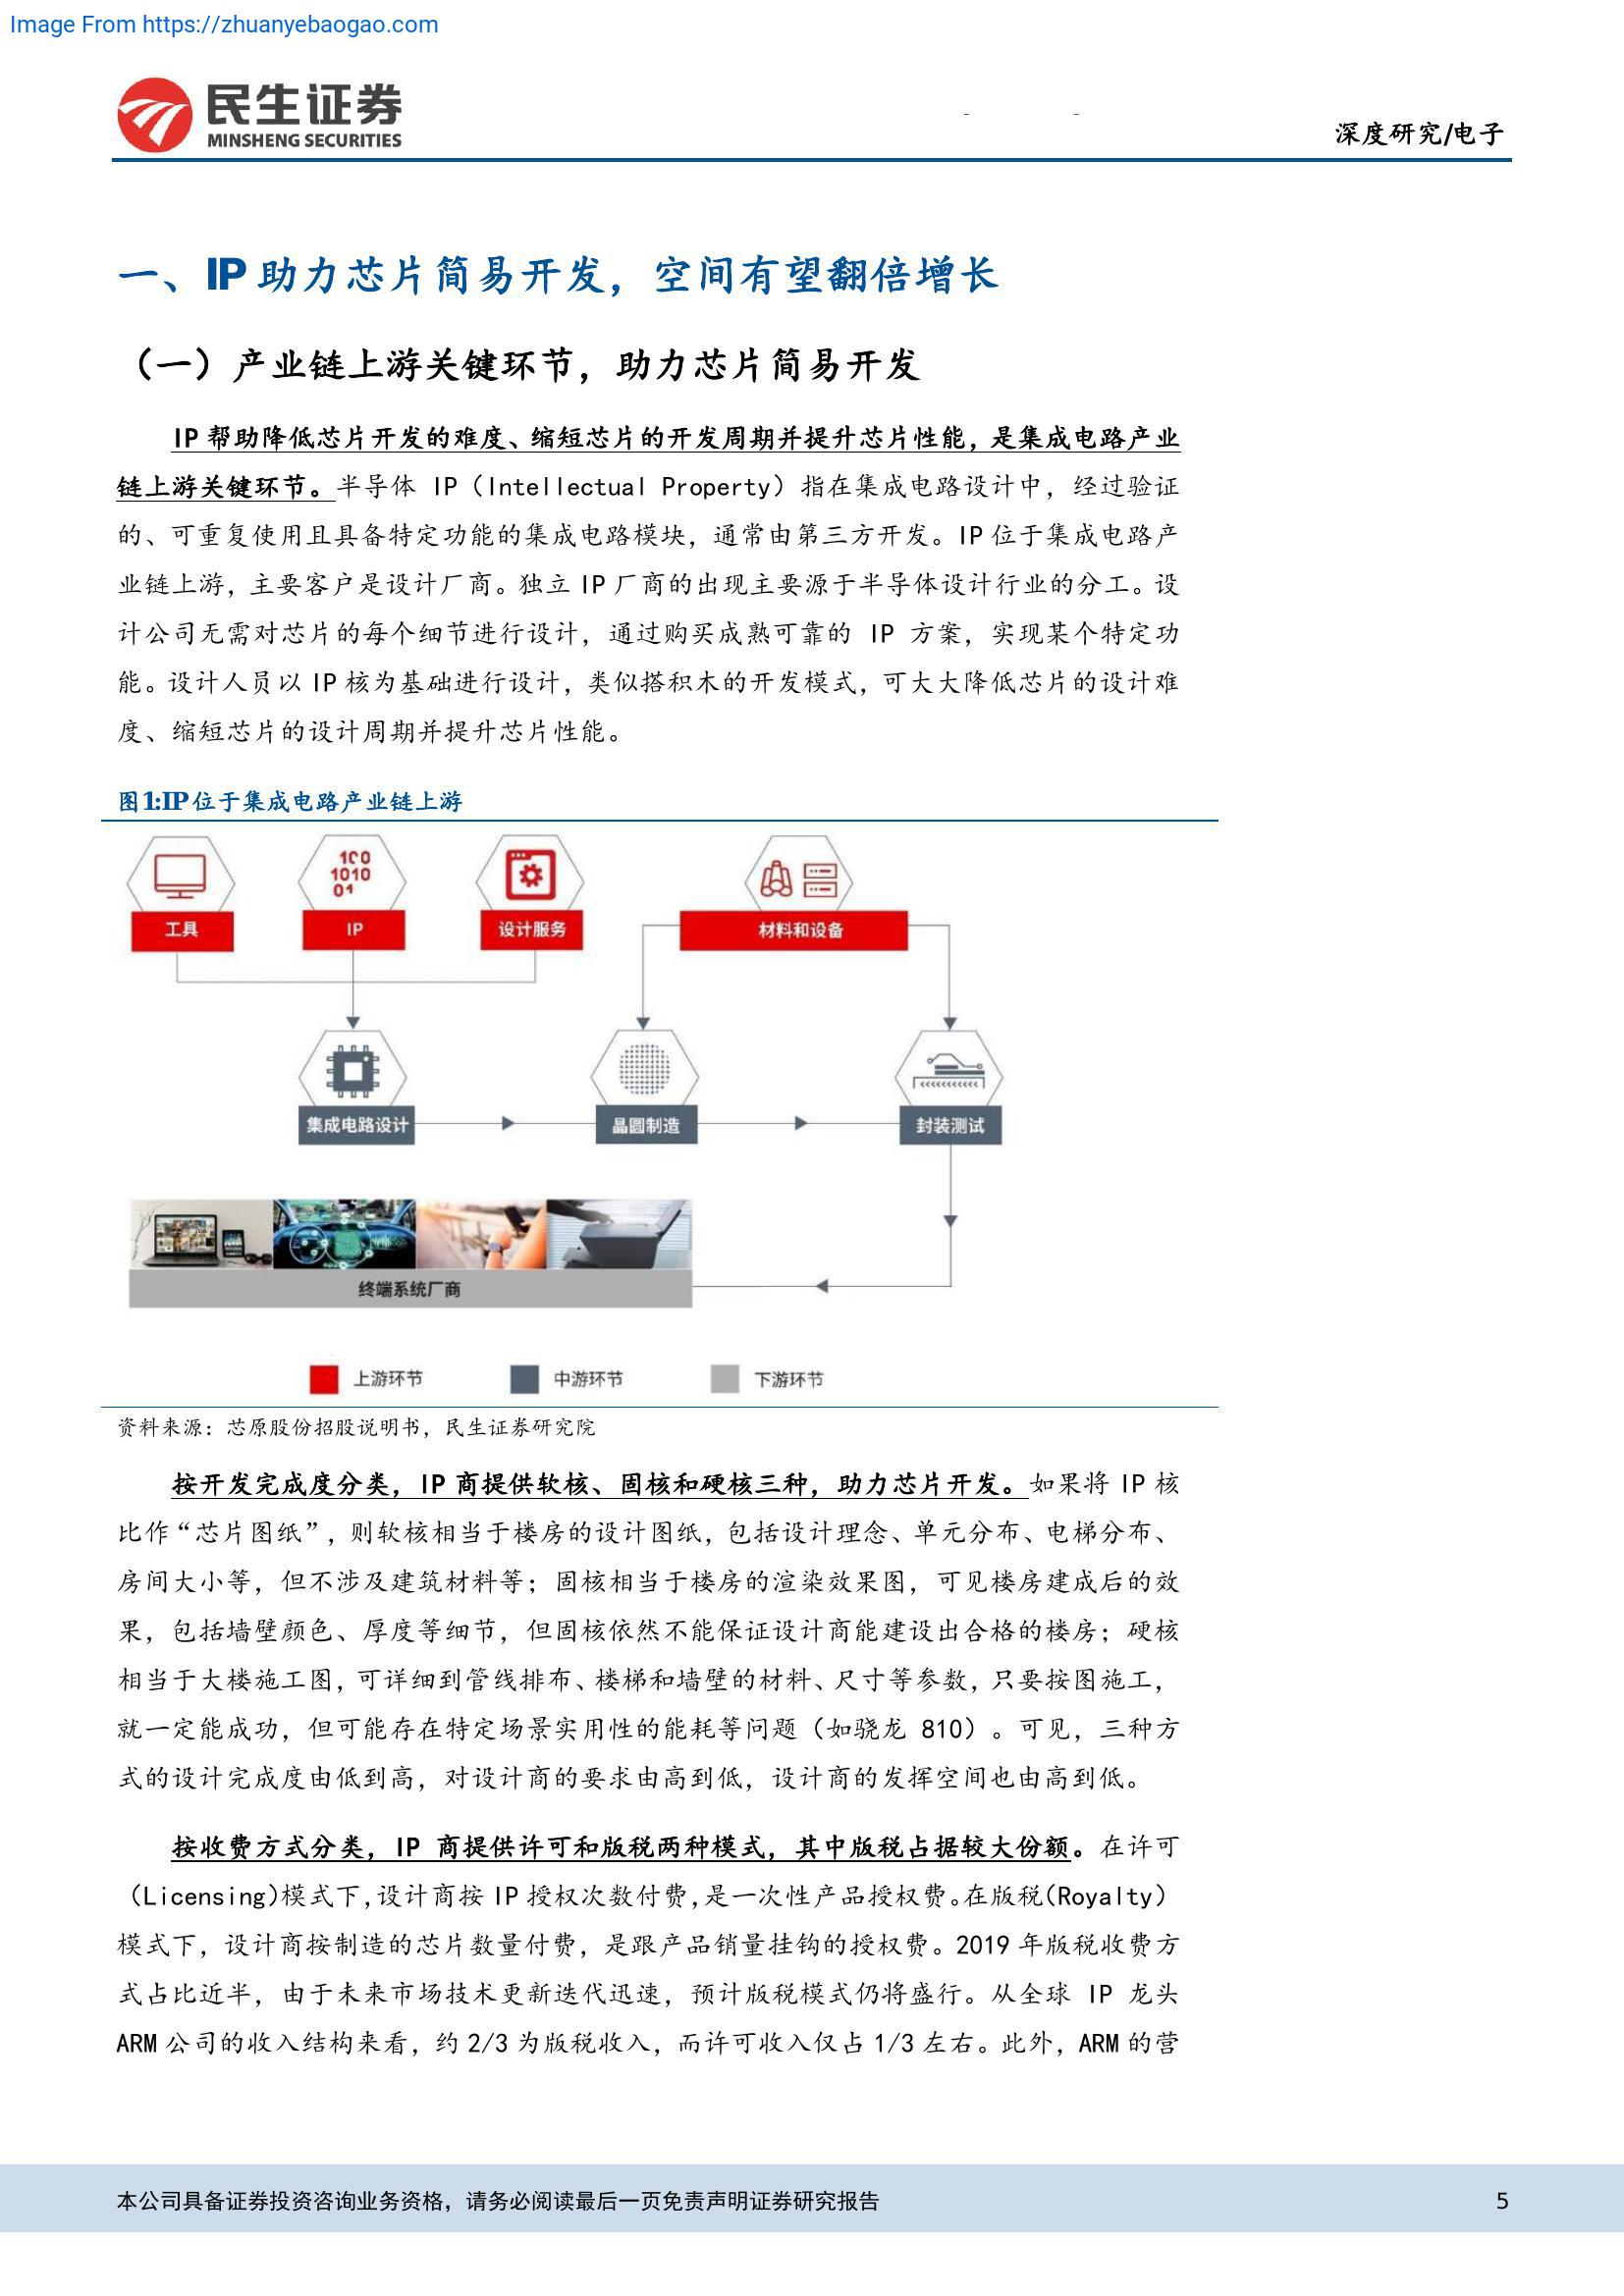 Image From https://zhuanyebaogao.com
民生证券
MINSHENG SECURITIES
深度研究/电子
一、IP 助力芯片简易开发，空间有望翻倍增长
（一）产业链上游关键环节，助力芯片简易开发
IP 帮助降低芯片开发的难度、缩短芯片的开发周期并提升芯片性能，是集成电路产业
链上游关键环节。半导体 IP（Intellectual Property）指在集成电路设计中，经过验证
的、可重复使用且具备特定功能的集成电路模块，通常由第三方开发。IP 位于集成电路产
业链上游，主要客户是设计厂商。独立 IP 厂商的出现主要源于半导体设计行业的分工。设
计公司无需对芯片的每个细节进行设计，通过购买成熟可靠的 IP 方案，实现某个特定功
能。设计人员以 IP 核为基础进行设计，类似搭积木的开发模式，可大大降低芯片的设计难
度、缩短芯片的设计周期并提升芯片性能。
图1:IP位于集成电路产业链上游
100
1010
01
工具
IP
设计服务
材料和设备
集成电路设计
晶圆制造
封装测试
终端系统厂商
上游环节
中游环节
下游环节
资料来源：芯原股份招股说明书，民生证券研究院
按开发完成度分类，IP 商提供软核、固核和硬核三种，助力芯片开发。如果将 IP 核
比作“芯片图纸”，则软核相当于楼房的设计图纸，包括设计理念、单元分布、电梯分布、
房间大小等，但不涉及建筑材料等；固核相当于楼房的渲染效果图，可见楼房建成后的效
果，包括墙壁颜色、厚度等细节，但固核依然不能保证设计商能建设出合格的楼房；硬核
相当于大楼施工图，可详细到管线排布、楼梯和墙壁的材料、尺寸等参数，只要按图施工，
就一定能成功，但可能存在特定场景实用性的能耗等问题（如骁龙 810）。可见，三种方
式的设计完成度由低到高，对设计商的要求由高到低，设计商的发挥空间也由高到低。
按收费方式分类，IP 商提供许可和版税两种模式，其中版税占据较大份额。在许可
（Licensing)模式下,设计商按 IP 授权次数付费,是一次性产品授权费。在版税(Royalty)
模式下，设计商按制造的芯片数量付费，是跟产品销量挂钩的授权费。2019 年版税收费方
式占比近半，由于未来市场技术更新迭代迅速，预计版税模式仍将盛行。从全球 IP 龙头
ARM 公司的收入结构来看，约 2/3 为版税收入，而许可收入仅占 1/3 左右。此外，ARM 的营
本公司具备证券投资咨询业务资格，请务必阅读最后一页免责声明证券研究报告
5